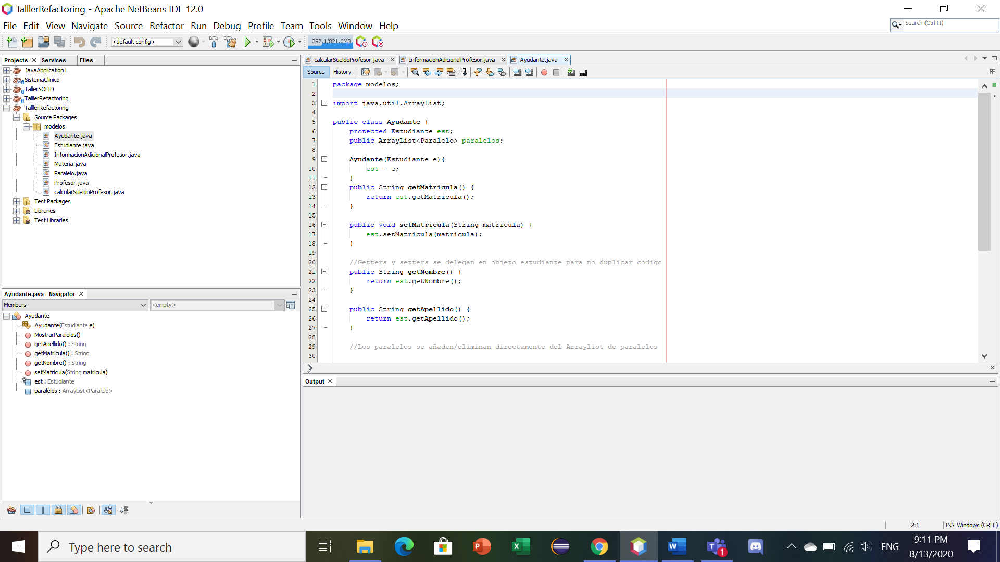 TalllerRefactoring - Apache NetBeans IDE 12.0
File Edit View Navigate Source Refactor Run Debug Profile Team Tools Window Help
Search (Ctrl+I)
<default config>
397.1/821.0MB
Projects Services Files
JavaApplication1
SistemaClinico
TallerSOLID
TalllerRefactoring
TalllerRefactoring
Source Packages
modelos
Ayudante.java
Estudiante.java
InformacionAdicionalProfesor.java
Materia.java
Paralelo.java
Profesor.java
calcularSueldoProfesor.java
Test Packages
Libraries
Test Libraries
Ayudante.java - Navigator
Members <empty>
Ayudante
Ayudante(Estudiante e)
MostrarParalelos()
getApellido() : String
getMatricula() : String
getNombre() : String
setMatricula(String matricula)
est : Estudiante
paralelos : ArrayList<Paralelo>
calcularSueldoProfesor.java InformacionAdicionalProfesor.java Ayudante.java
Source History
1 package modelos;
2
3 import java.util.ArrayList;
4
5 public class Ayudante {
6 protected Estudiante est;
7 public ArrayList<Paralelo> paralelos;
8
9 Ayudante(Estudiante e){
10 est = e;
11 }
12 public String getMatricula() {
13 return est.getMatricula();
14 }
15
16 public void setMatricula(String matricula) {
17 est.setMatricula(matricula);
18 }
19
20 //Getters y setters se delegan en objeto estudiante para no duplicar código
21 public String getNombre() {
22 return est.getNombre();
23 }
24
25 public String getApellido() {
26 return est.getApellido();
27 }
28
29 //Los paralelos se añaden/eliminan directamente del Arraylist de paralelos
30
Output
2:1 INS Windows (CRLF)
Type here to search
1
ENG
9:11 PM
8/13/2020